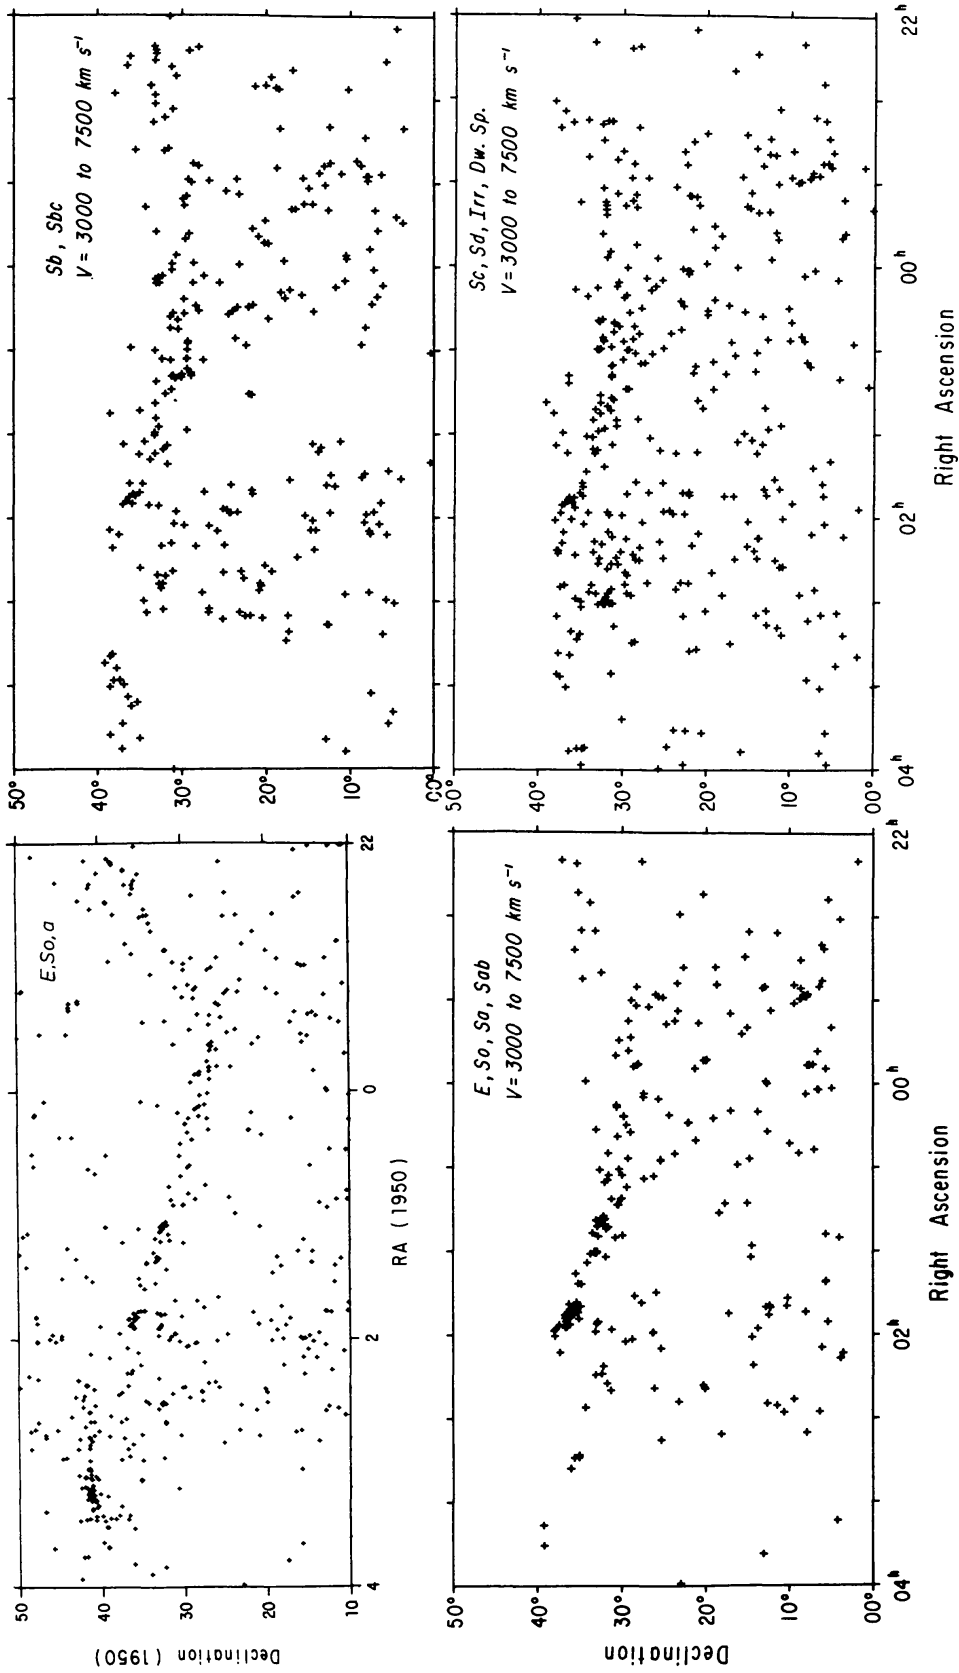 Declination (1950)
50
40
30
20
10
E.So,a
4
2
0
22
RA (1950)
50°
40°
30°
20°
10°
00°
Sb, Sbc
V = 3000 to 7500 km s⁻¹
Declination
50°
40°
30°
20°
10°
00°
E, So, Sa, Sab
V = 3000 to 7500 km s⁻¹
04ʰ
02ʰ
00ʰ
22ʰ
Right Ascension
50°
40°
30°
20°
10°
00°
Sc, Sd, Irr, Dw. Sp.
V = 3000 to 7500 km s⁻¹
04ʰ
02ʰ
00ʰ
22ʰ
Right Ascension